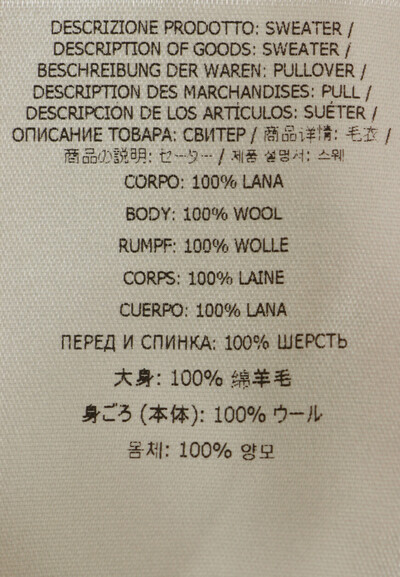 DESCRIZIONE PRODOTTO: SWEATER /
DESCRIPTION OF GOODS: SWEATER /
BESCHREIBUNG DER WAREN: PULLOVER /
DESCRIPTION DES MARCHANDISES: PULL /
DESCRIPCIÓN DE LOS ARTÍCULOS: SUÉTER /
ОПИСАНИЕ ТОВАРА: СВИТЕР / 商品详情: 毛衣 /
商品の説明: セーター / 제품 설명서: 스웨
CORPO: 100% LANA
BODY: 100% WOOL
RUMPF: 100% WOLLE
CORPS: 100% LAINE
CUERPO: 100% LANA
ПЕРЕД И СПИНКА: 100% ШЕРСТЬ
大身: 100% 绵羊毛
身ごろ (本体): 100% ウール
몸체: 100% 양모